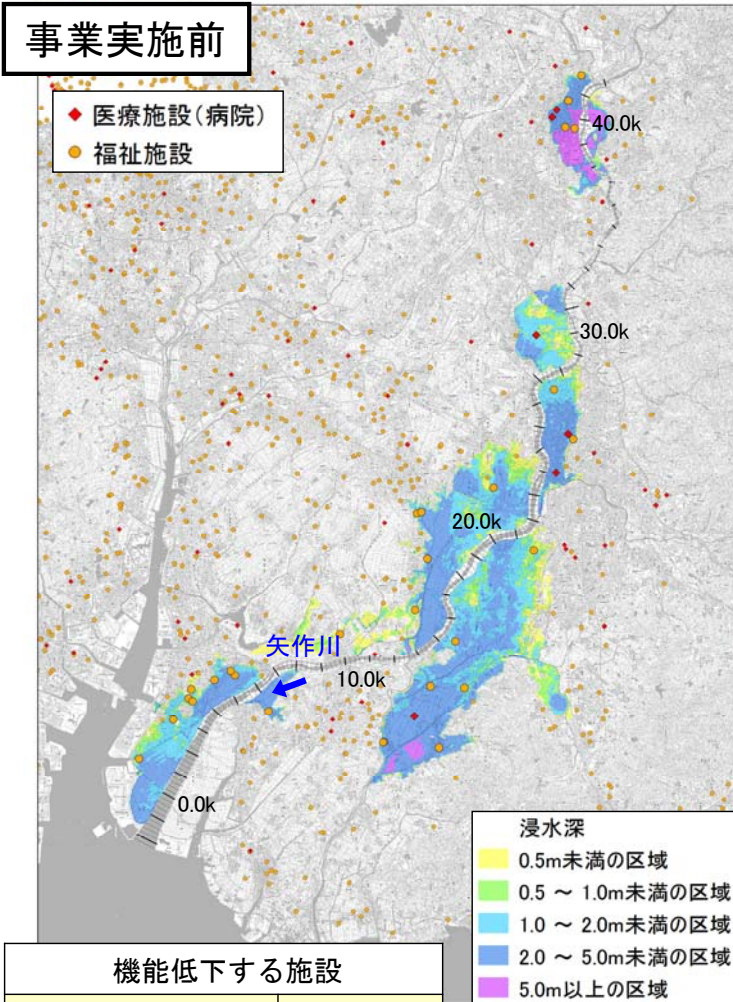 事業実施前
医療施設(病院)
福祉施設
40.0k
30.0k
20.0k
矢作川
10.0k
0.0k
浸水深
0.5m未満の区域
0.5 ～ 1.0m未満の区域
1.0 ～ 2.0m未満の区域
2.0 ～ 5.0m未満の区域
5.0m以上の区域
機能低下する施設